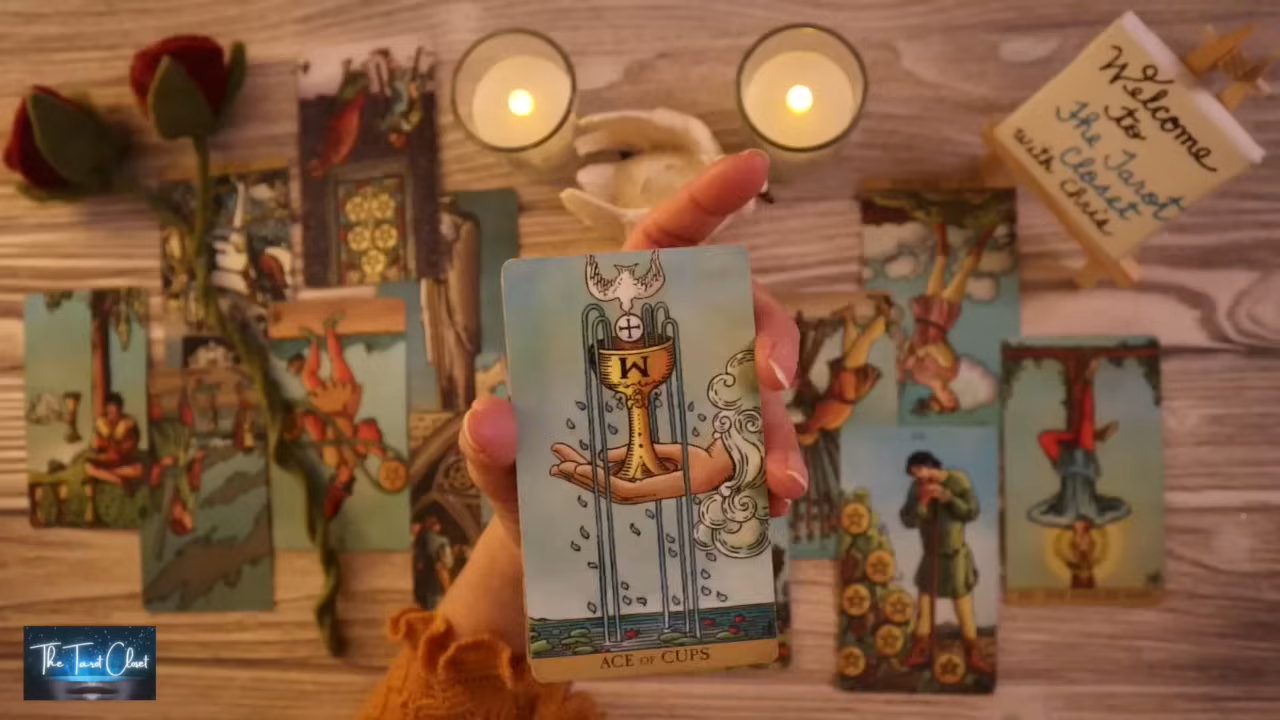 Welcome
to
The Tarot
Closet
with Chris
W
ACE OF CUPS
The Tarot Closet